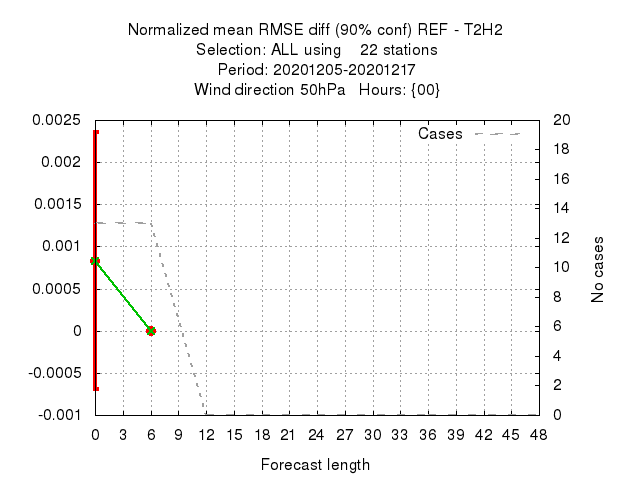 Normalized mean RMSE diff (90% conf) REF - T2H2
Selection: ALL using    22 stations
Period: 20201205-20201217
Wind direction 50hPa   Hours: {00}
Cases
0.0025
0.002
0.0015
0.001
0.0005
0
-0.0005
-0.001
20
18
16
14
12
10
8
6
4
2
0
No cases
0 3 6 9 12 15 18 21 24 27 30 33 36 39 42 45 48
Forecast length